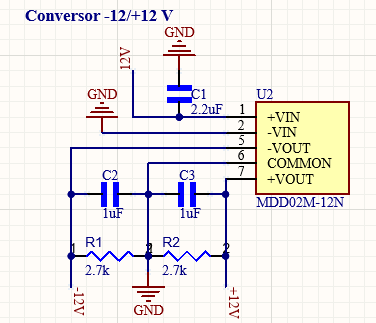 Conversor -12/+12 V
GND
12V
C1
2.2uF
GND
U2
1 +VIN
2 -VIN
5 -VOUT
6 COMMON
7 +VOUT
MDD02M-12N
C2
1uF
C3
1uF
1 R1 2
2.7k
R2 2
2.7k
-12V
GND
+12V